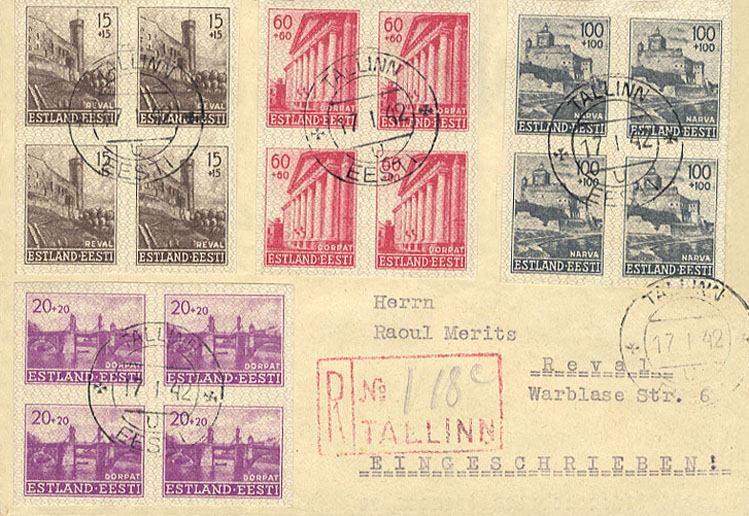 15 15
+15 +15
REVAL REVAL
ESTLAND·EESTI ESTLAND·EESTI
15 15
+15 +15
REVAL REVAL
ESTLAND·EESTI ESTLAND·EESTI
TALLINN
17 I 42
U
EESTI
60 60
+60 +60
DORPAT DORPAT
ESTLAND·EESTI ESTLAND·EESTI
60 60
+60 +60
DORPAT DORPAT
ESTLAND·EESTI ESTLAND·EESTI
TALLINN
17 I 42
U
EESTI
100 100
+100 +100
NARVA NARVA
ESTLAND·EESTI ESTLAND·EESTI
100 100
+100 +100
NARVA NARVA
ESTLAND·EESTI ESTLAND·EESTI
TALLINN
17 I 42
U
EESTI
20+20 20+20
DORPAT DORPAT
ESTLAND·EESTI ESTLAND·EESTI
20+20 20+20
DORPAT DORPAT
ESTLAND·EESTI ESTLAND·EESTI
TALLINN
17 I 42
U
EESTI
TALLINN
17 I 42
U
Herrn
Raoul Merits
Reval
Warblase Str. 6
R № 118c
TALLINN
EINGESCHRIEBEN!